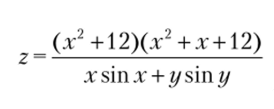 z = (x² +12)(x² + x +12) / x sin x + y sin y